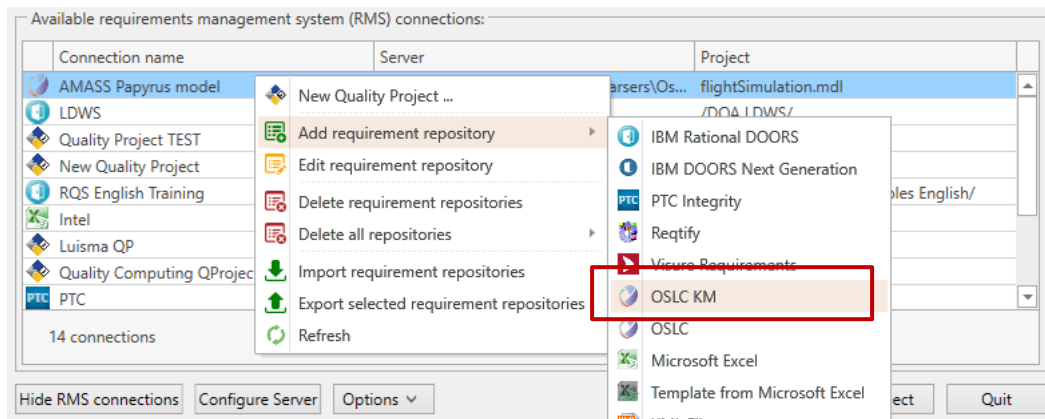 Available requirements management system (RMS) connections:
Connection name Server Project
AMASS Papyrus model arsers\Os... flightSimulation.mdl
LDWS /DOA LDWS/
Quality Project TEST
New Quality Project
RQS English Training ples English/
Intel
Luisma QP
Quality Computing QProjec
PTC PTC
14 connections
New Quality Project ...
Add requirement repository
Edit requirement repository
Delete requirement repositories
Delete all repositories
Import requirement repositories
Export selected requirement repositories
Refresh
IBM Rational DOORS
IBM DOORS Next Generation
PTC PTC Integrity
Reqtify
Visure Requirements
OSLC KM
OSLC
Microsoft Excel
Template from Microsoft Excel
Hide RMS connections Configure Server Options ect Quit